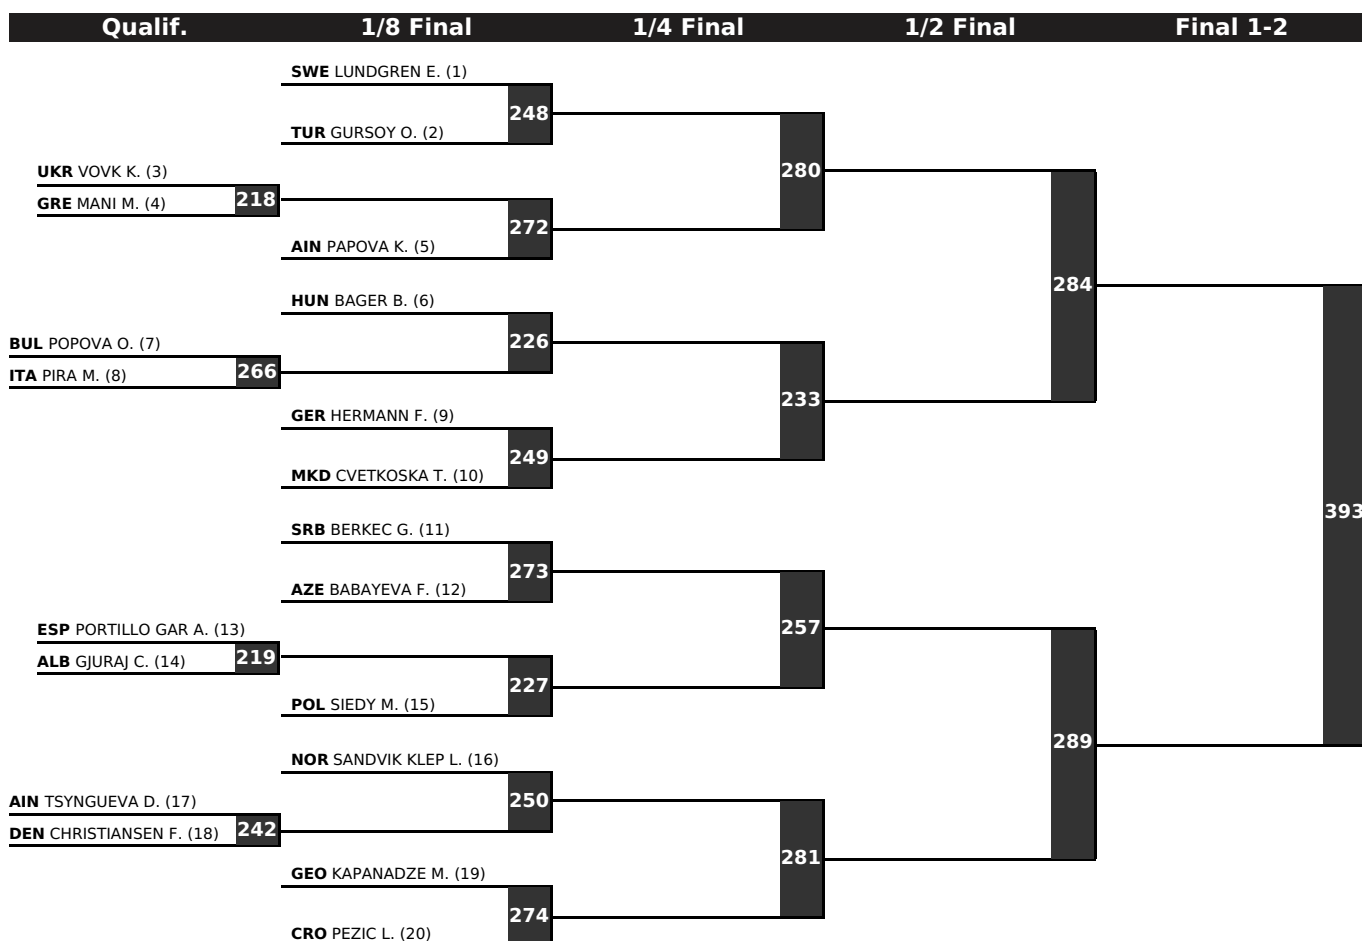 Qualif. 1/8 Final 1/4 Final 1/2 Final Final 1-2
SWE LUNDGREN E. (1)
248
TUR GURSOY O. (2)
280
UKR VOVK K. (3)
218
GRE MANI M. (4)
272
AIN PAPOVA K. (5)
284
HUN BAGER B. (6)
226
BUL POPOVA O. (7)
266
ITA PIRA M. (8)
233
GER HERMANN F. (9)
249
MKD CVETKOSKA T. (10)
393
SRB BERKEC G. (11)
273
AZE BABAYEVA F. (12)
257
ESP PORTILLO GAR A. (13)
219
ALB GJURAJ C. (14)
227
POL SIEDY M. (15)
289
NOR SANDVIK KLEP L. (16)
250
AIN TSYNGUEVA D. (17)
242
DEN CHRISTIANSEN F. (18)
281
GEO KAPANADZE M. (19)
274
CRO PEZIC L. (20)